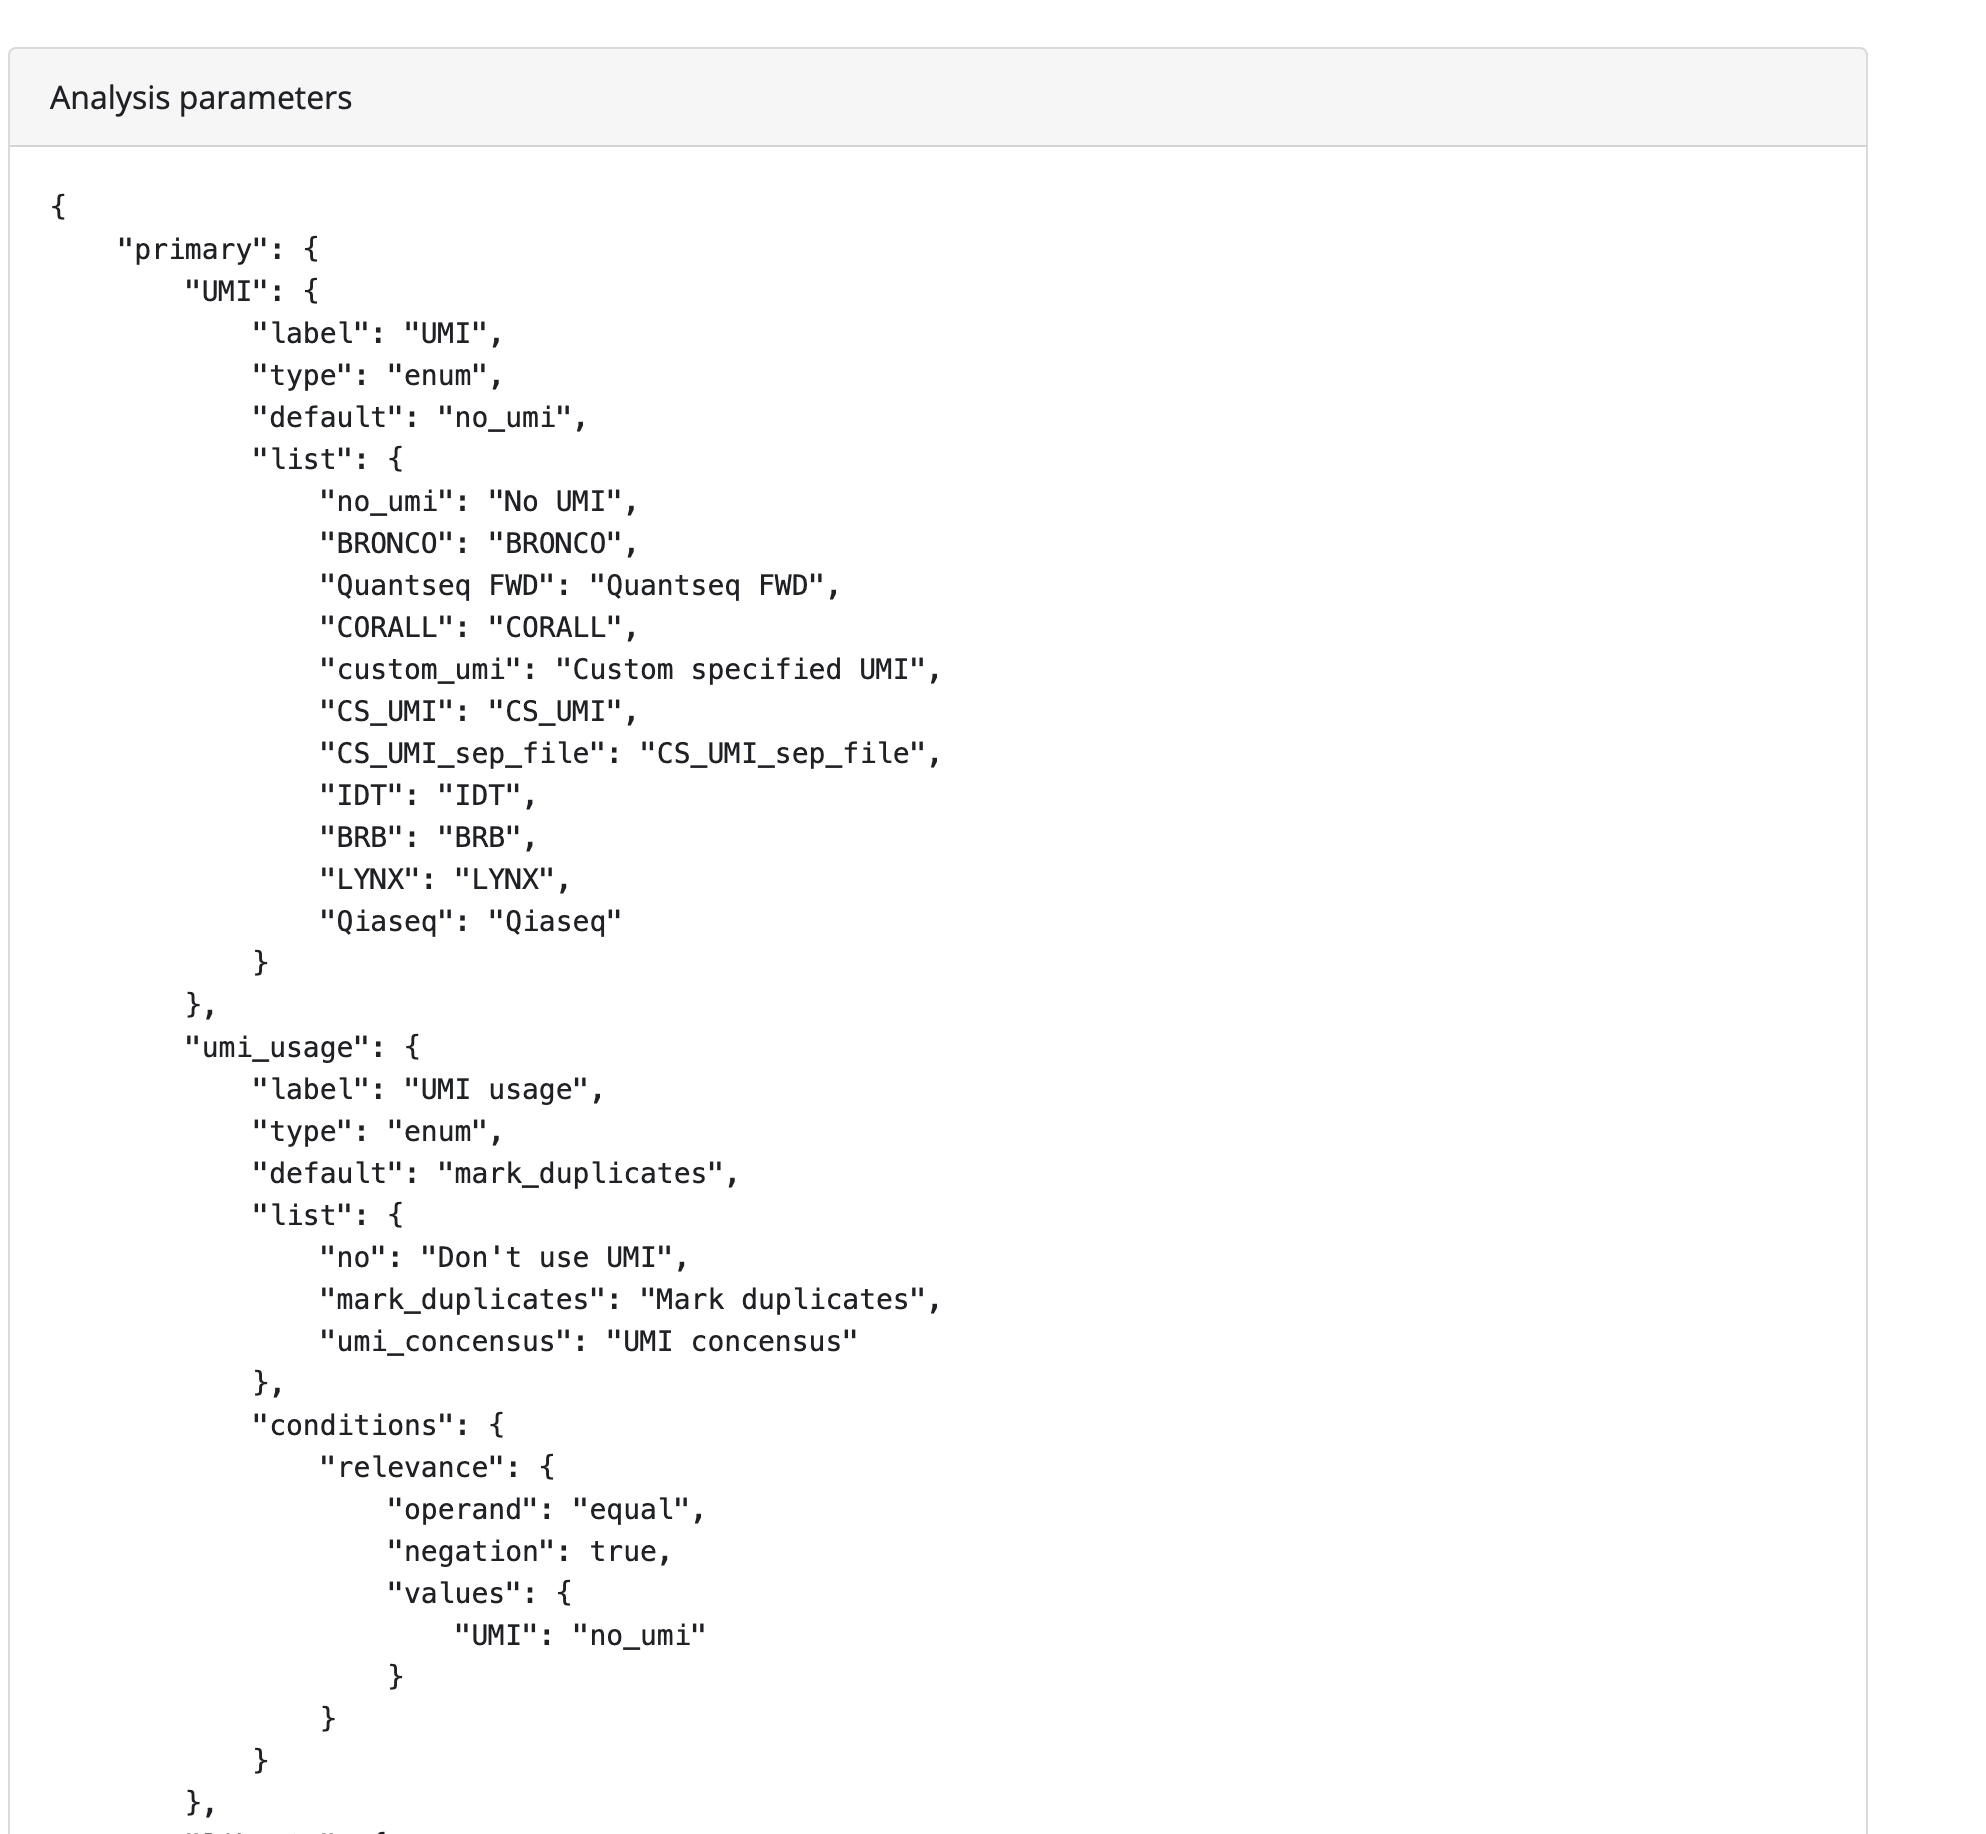 Analysis parameters
{
    "primary": {
        "UMI": {
            "label": "UMI",
            "type": "enum",
            "default": "no_umi",
            "list": {
                "no_umi": "No UMI",
                "BRONCO": "BRONCO",
                "Quantseq FWD": "Quantseq FWD",
                "CORALL": "CORALL",
                "custom_umi": "Custom specified UMI",
                "CS_UMI": "CS_UMI",
                "CS_UMI_sep_file": "CS_UMI_sep_file",
                "IDT": "IDT",
                "BRB": "BRB",
                "LYNX": "LYNX",
                "Qiaseq": "Qiaseq"
            }
        },
        "umi_usage": {
            "label": "UMI usage",
            "type": "enum",
            "default": "mark_duplicates",
            "list": {
                "no": "Don't use UMI",
                "mark_duplicates": "Mark duplicates",
                "umi_concensus": "UMI concensus"
            },
            "conditions": {
                "relevance": {
                    "operand": "equal",
                    "negation": true,
                    "values": {
                        "UMI": "no_umi"
                    }
                }
            }
        },